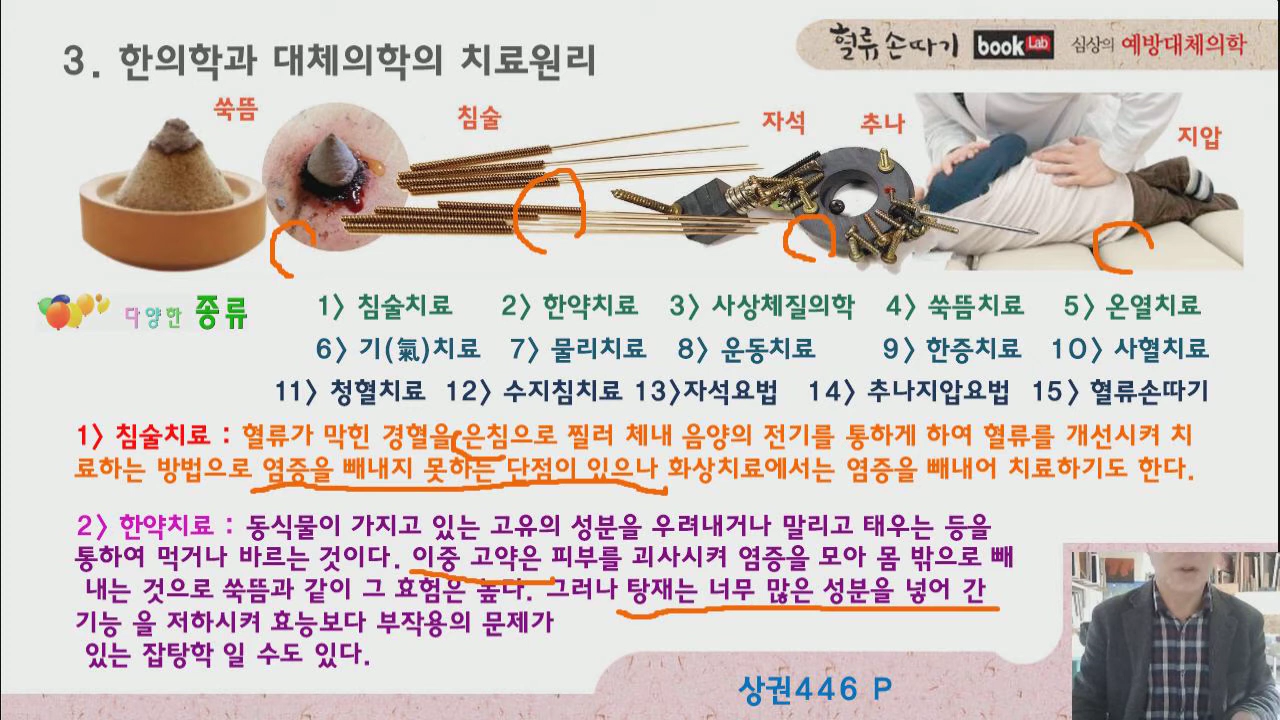 혈류 손따기 book Lab 심상의 예방대체의학
3. 한의학과 대체의학의 치료원리
쑥뜸 침술 자석 추나 지압
다양한 종류
1> 침술치료 2> 한약치료 3> 사상체질의학 4> 쑥뜸치료 5> 온열치료
6> 기(氣)치료 7> 물리치료 8> 운동치료 9> 한증치료 10> 사혈치료
11> 청혈치료 12> 수지침치료 13>자석요법 14> 추나지압요법 15> 혈류손따기
1> 침술치료 : 혈류가 막힌 경혈을 은침으로 찔러 체내 음양의 전기를 통하게 하여 혈류를 개선시켜 치
료하는 방법으로 염증을 빼내지 못하는 단점이 있으나 화상치료에서는 염증을 빼내어 치료하기도 한다.
2> 한약치료 : 동식물이 가지고 있는 고유의 성분을 우려내거나 말리고 태우는 등을
통하여 먹거나 바르는 것이다. 이중 고약은 피부를 괴사시켜 염증을 모아 몸 밖으로 빼
내는 것으로 쑥뜸과 같이 그 효험은 높다. 그러나 탕재는 너무 많은 성분을 넣어 간
기능 을 저하시켜 효능보다 부작용의 문제가
있는 잡탕학 일 수도 있다.
상권446 P